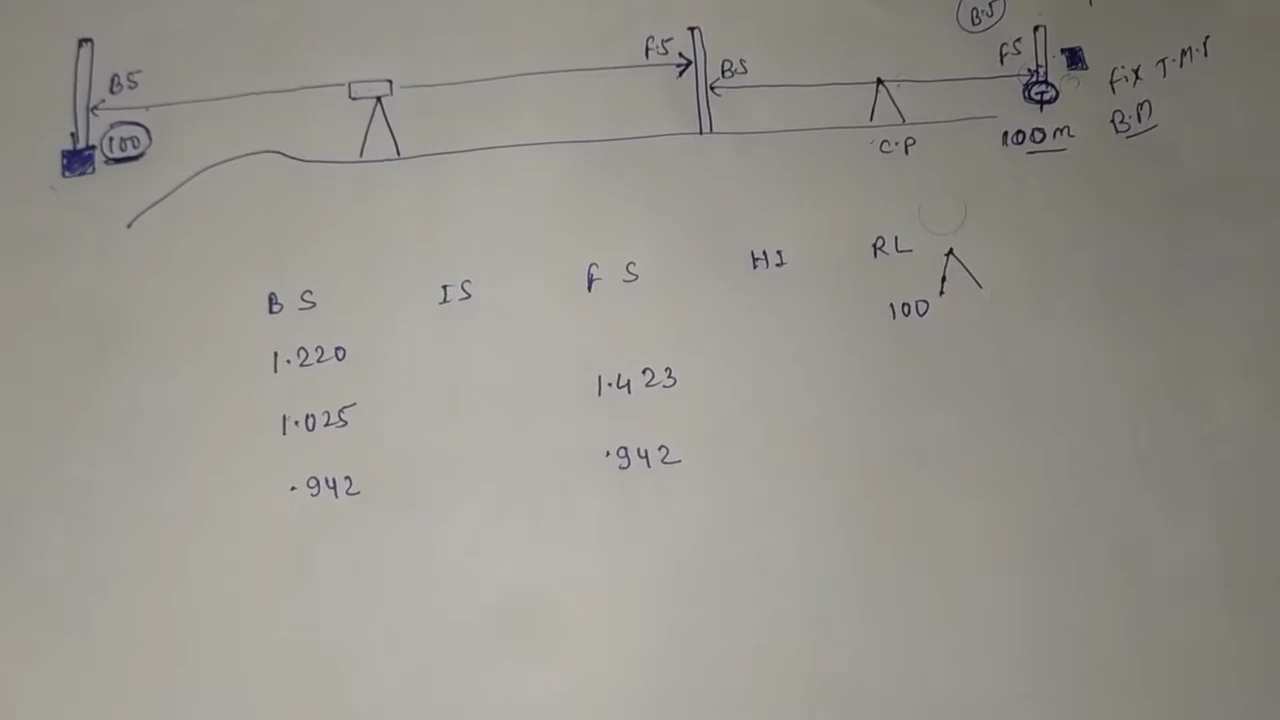 B.S
F.S
BS
BS
FS
100
C.P
100m
Fix T.M.
B.M
BS IS FS HI RL
100
1.220
1.423
1.025
.942
.942